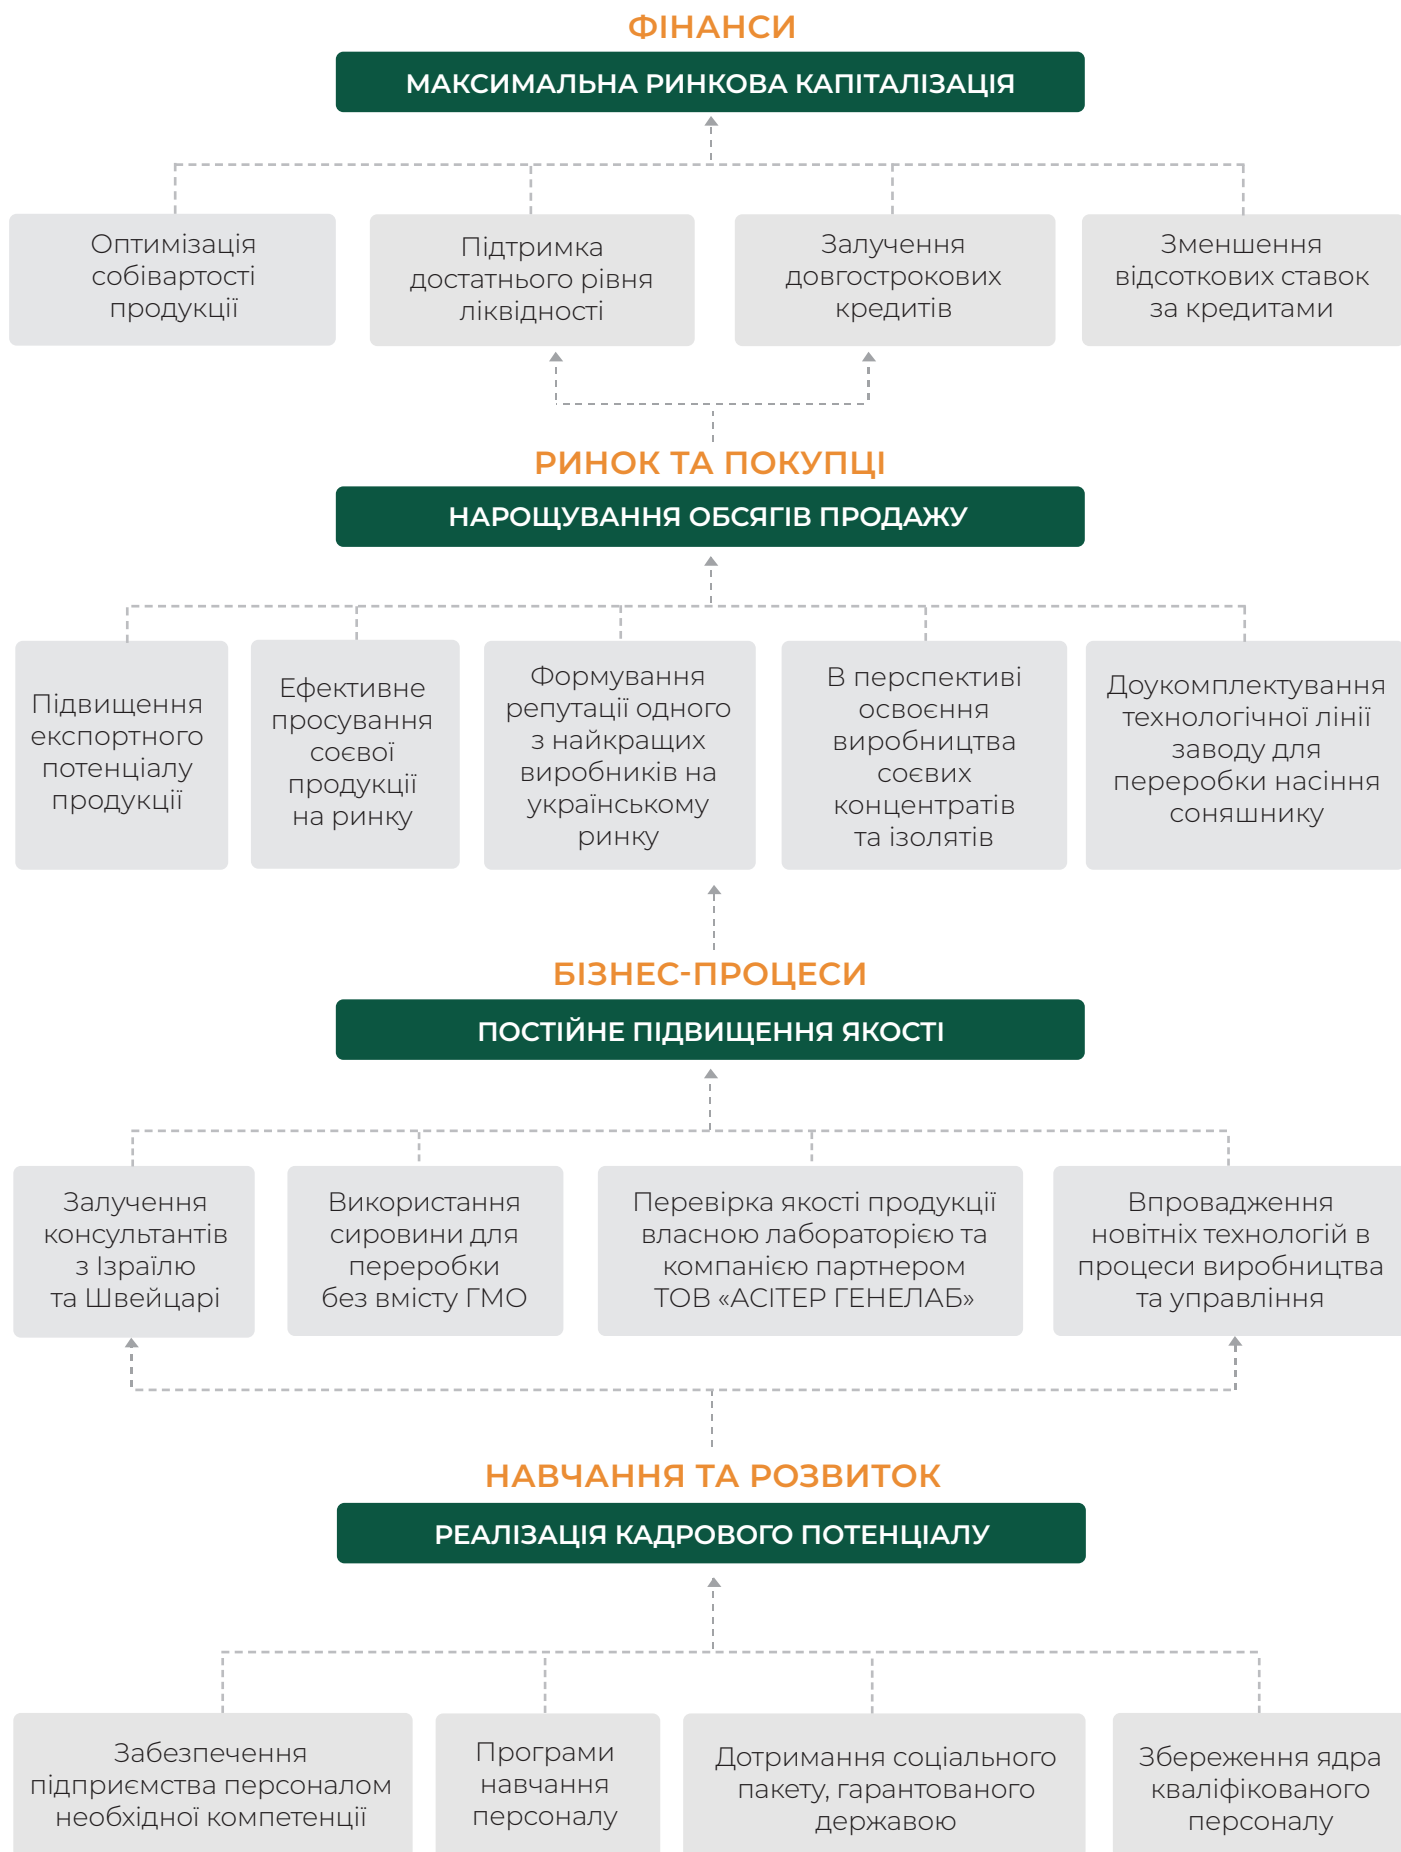 ФІНАНСИ
МАКСИМАЛЬНА РИНКОВА КАПІТАЛІЗАЦІЯ
Оптимізація
собівартості
продукції
Підтримка
достатнього рівня
ліквідності
Залучення
довгострокових
кредитів
Зменшення
відсоткових ставок
за кредитами
РИНОК ТА ПОКУПЦІ
НАРОЩУВАННЯ ОБСЯГІВ ПРОДАЖУ
Підвищення
експортного
потенціалу
продукції
Ефективне
просування
соєвої
продукції
на ринку
Формування
репутації одного
з найкращих
виробників на
українському
ринку
В перспективі
освоєння
виробництва
соєвих
концентратів
та ізолятів
Доукомплектування
технологічної лінії
заводу для
переробки насіння
соняшнику
БІЗНЕС-ПРОЦЕСИ
ПОСТІЙНЕ ПІДВИЩЕННЯ ЯКОСТІ
Залучення
консультантів
з Ізраїлю
та Швейцарі
Використання
сировини для
переробки
без вмісту ГМО
Перевірка якості продукції
власною лабораторією та
компанією партнером
ТОВ «АСІТЕР ГЕНЕЛАБ»
Впровадження
новітніх технологій в
процеси виробництва
та управління
НАВЧАННЯ ТА РОЗВИТОК
РЕАЛІЗАЦІЯ КАДРОВОГО ПОТЕНЦІАЛУ
Забезпечення
підприємства персоналом
необхідної компетенції
Програми
навчання
персоналу
Дотримання соціального
пакету, гарантованого
державою
Збереження ядра
кваліфікованого
персоналу